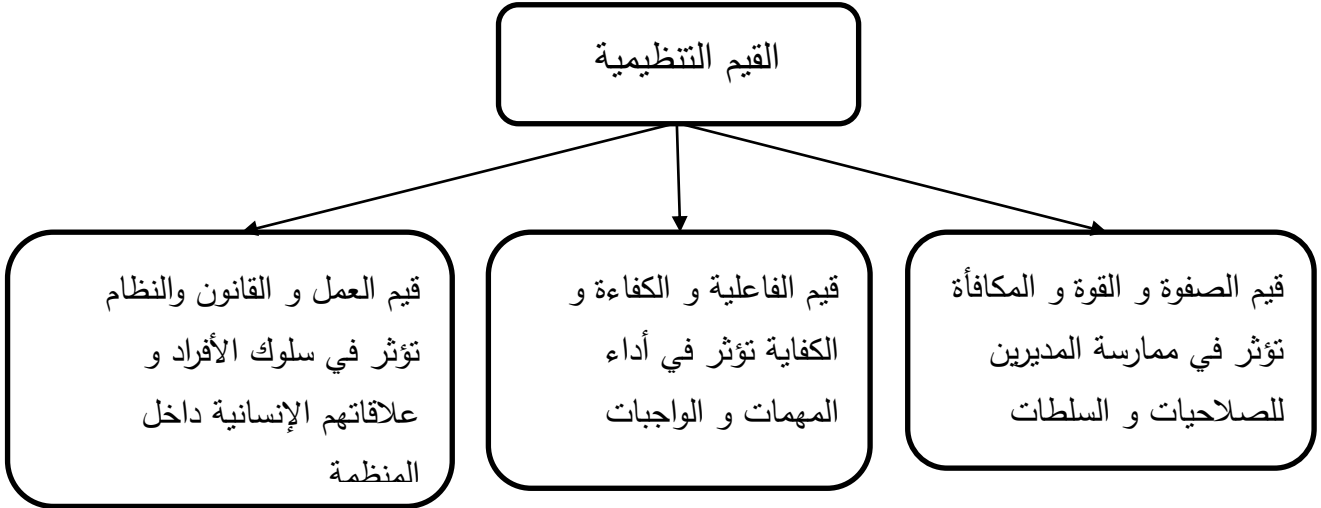 القيم التنظيمية
قيم الصفوة و القوة و المكافأة
تؤثر في ممارسة المديرين
للصلاحيات و السلطات
قيم الفاعلية و الكفاءة و
الكفاية تؤثر في أداء
المهمات و الواجبات
قيم العمل و القانون والنظام
تؤثر في سلوك الأفراد و
علاقاتهم الإنسانية داخل
المنظمة